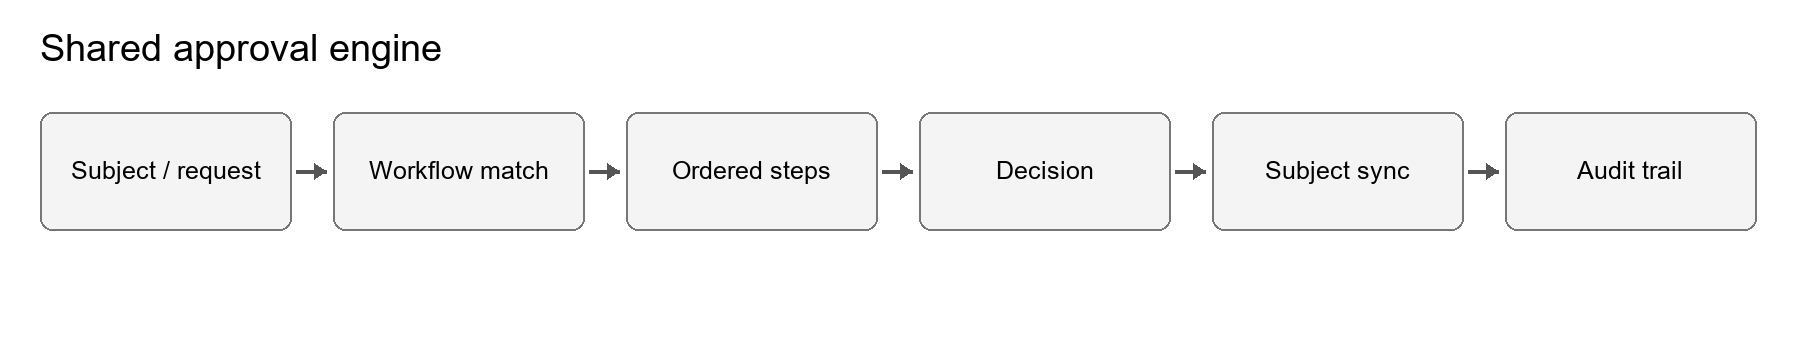 Shared approval engine
Subject / request
Workflow match
Ordered steps
Decision
Subject sync
Audit trail